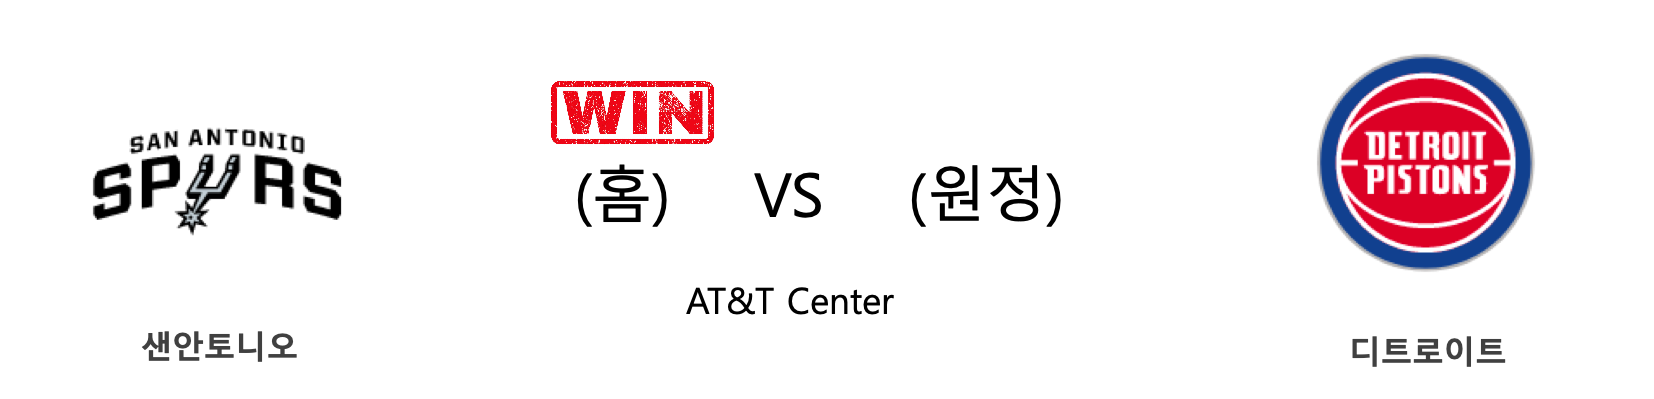 SAN ANTONIO
SPURS
WIN
(홈) VS (원정)
AT&T Center
DETROIT
PISTONS
샌안토니오
디트로이트